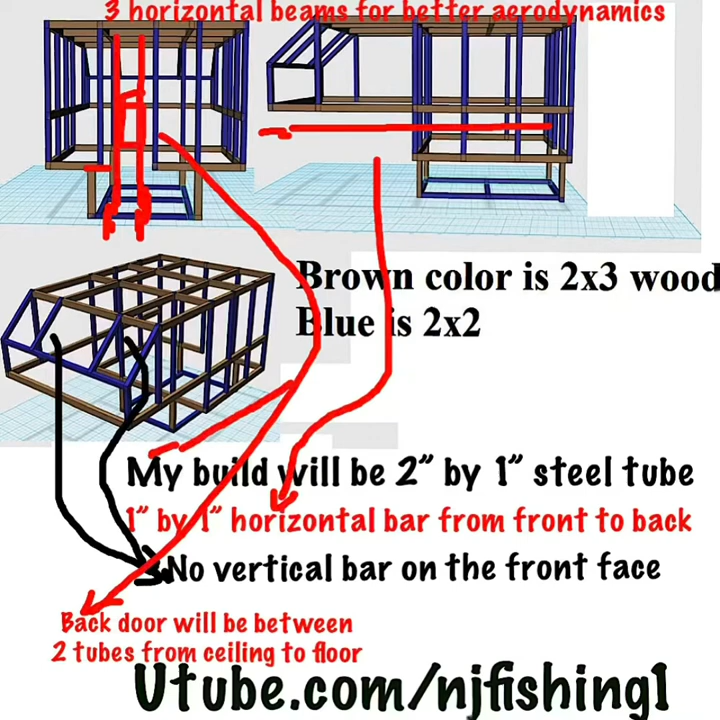 3 horizontal beams for better aerodynamics
Brown color is 2x3 wood
Blue is 2x2
My build will be 2” by 1” steel tube
1” by 1” horizontal bar from front to back
No vertical bar on the front face
Back door will be between
2 tubes from ceiling to floor
Utube.com/njfishing1